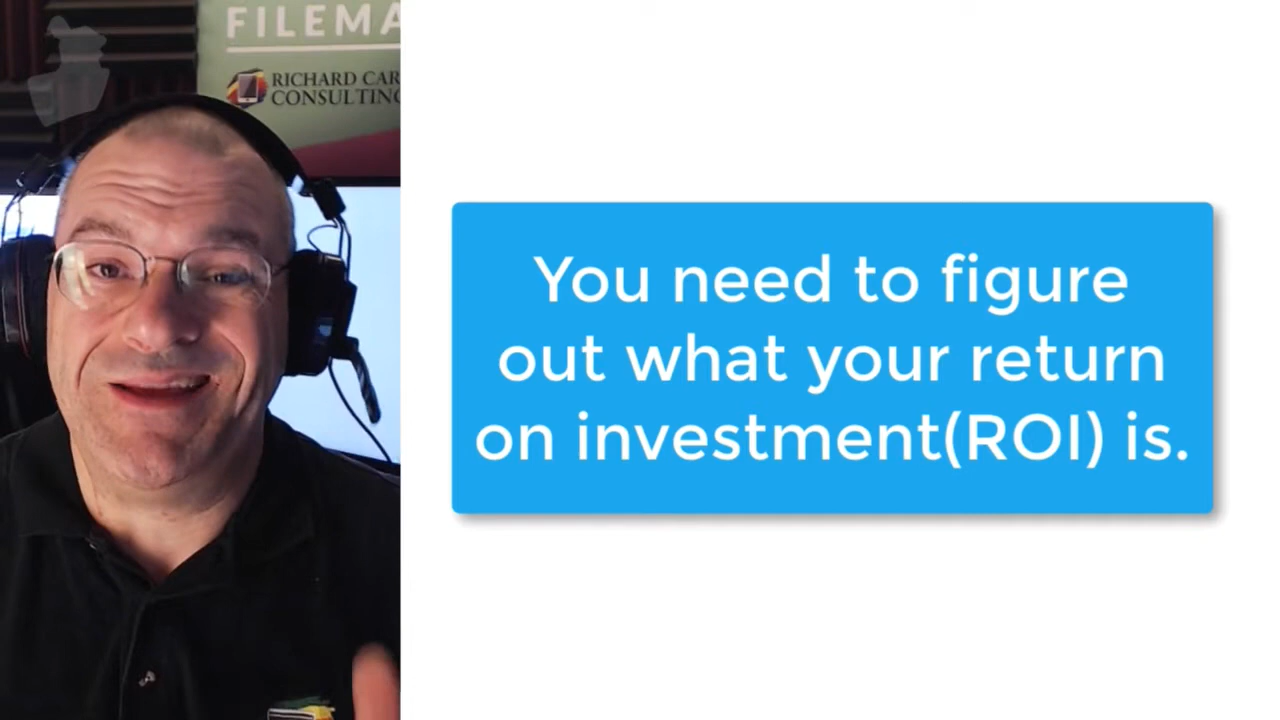 FILEMA
RICHARD CAR
CONSULTING
You need to figure
out what your return
on investment(ROI) is.